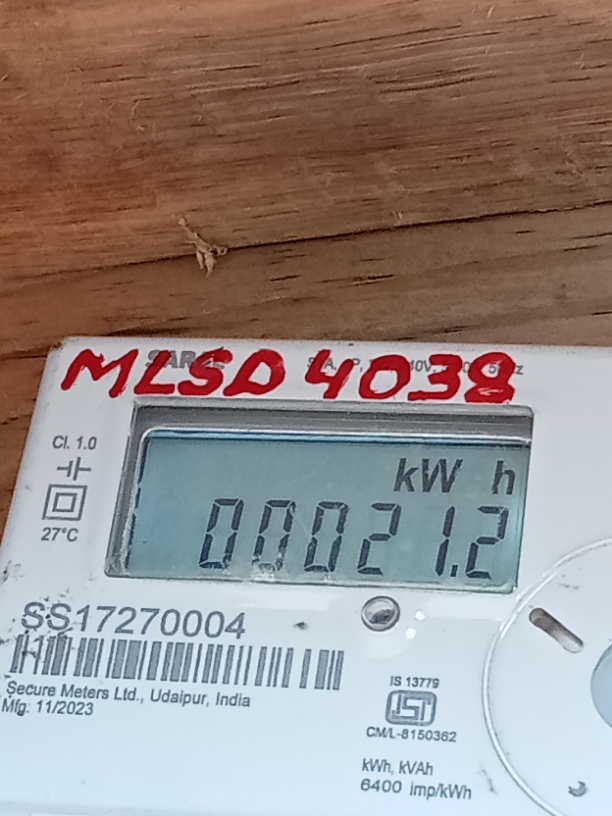 MLSD 4038
Cl. 1.0
kW h
00021.2
27°C
SS17270004
Secure Meters Ltd., Udaipur, India
Mfg. 11/2023
IS 13779
CM/L-8150362
kWh, kVAh
6400 imp/kWh